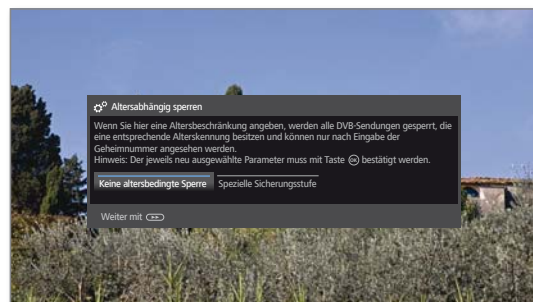 Altersabhängig sperren
Wenn Sie hier eine Altersbeschränkung angeben, werden alle DVB-Sendungen gesperrt, die
eine entsprechende Alterskennung besitzen und können nur nach Eingabe der
Geheimnummer angesehen werden.
Hinweis: Der jeweils neu ausgewählte Parameter muss mit Taste OK bestätigt werden.
Keine altersbedingte Sperre Spezielle Sicherungsstufe
Weiter mit